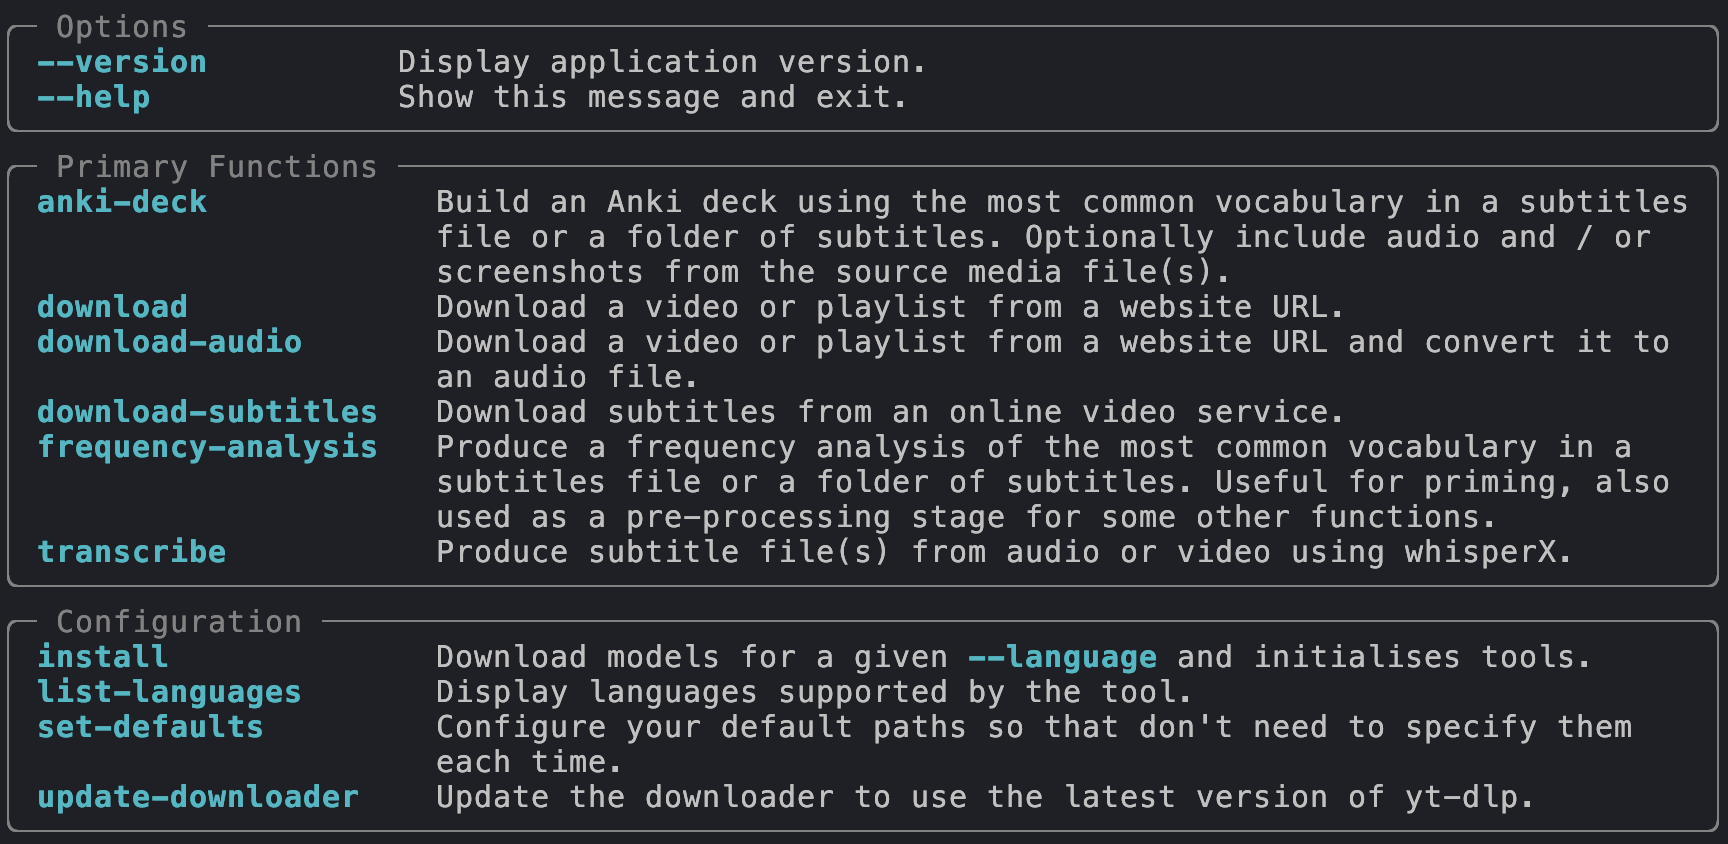 Options
--version Display application version.
--help Show this message and exit.
Primary Functions
anki-deck Build an Anki deck using the most common vocabulary in a subtitles
file or a folder of subtitles. Optionally include audio and / or
screenshots from the source media file(s).
download Download a video or playlist from a website URL.
download-audio Download a video or playlist from a website URL and convert it to
an audio file.
download-subtitles Download subtitles from an online video service.
frequency-analysis Produce a frequency analysis of the most common vocabulary in a
subtitles file or a folder of subtitles. Useful for priming, also
used as a pre-processing stage for some other functions.
transcribe Produce subtitle file(s) from audio or video using whisperX.
Configuration
install Download models for a given --language and initialises tools.
list-languages Display languages supported by the tool.
set-defaults Configure your default paths so that don't need to specify them
each time.
update-downloader Update the downloader to use the latest version of yt-dlp.